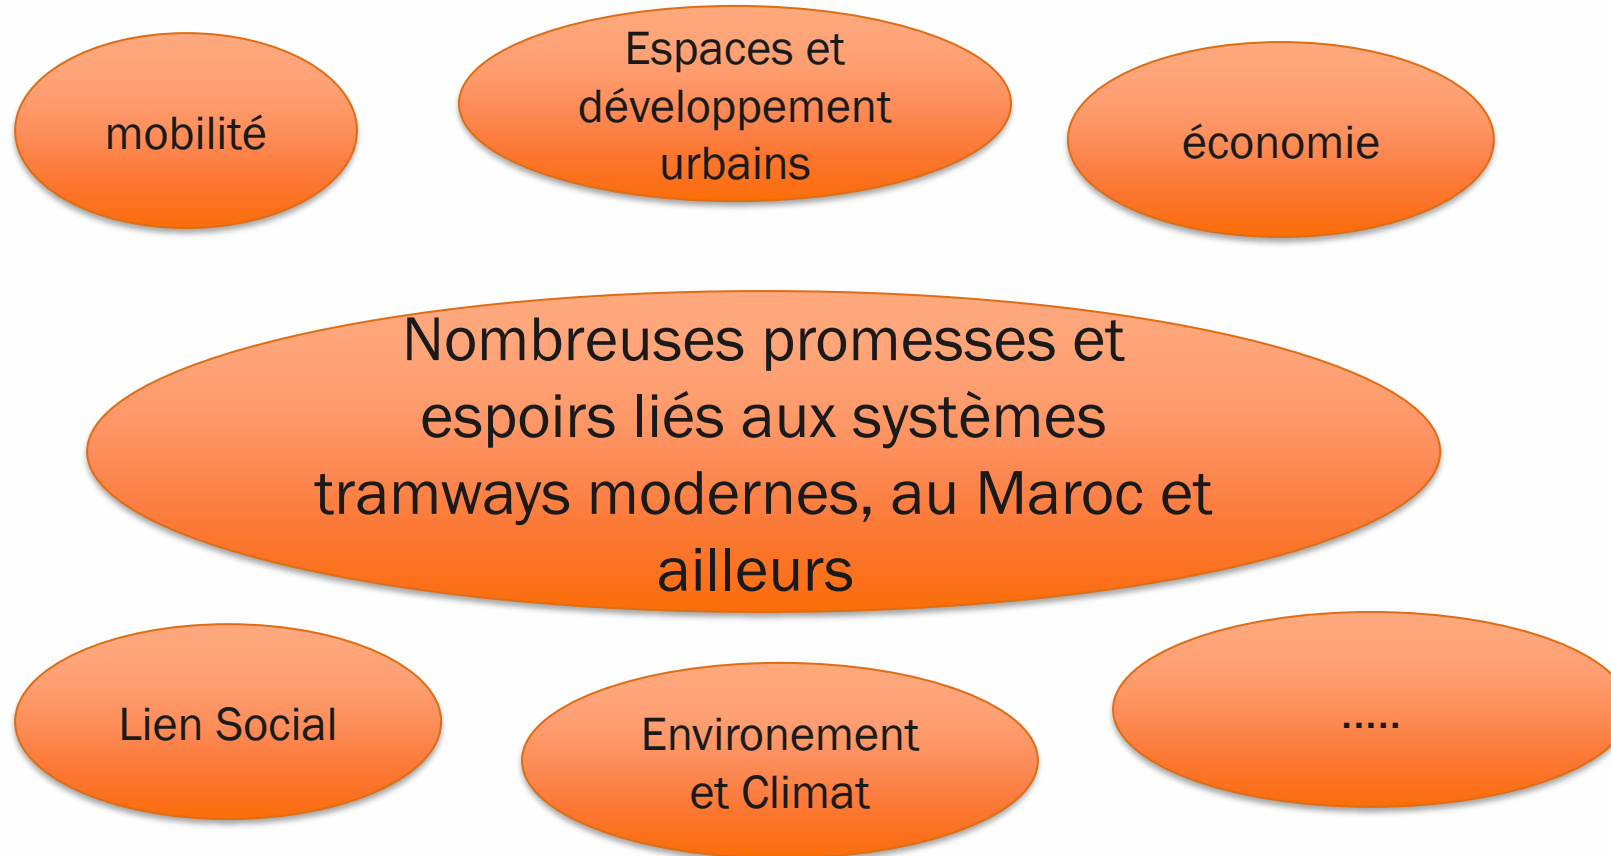 mobilité
Espaces et
développement
urbains
économie
Nombreuses promesses et
espoirs liés aux systèmes
tramways modernes, au Maroc et
ailleurs
Lien Social
Environement
et Climat
.....